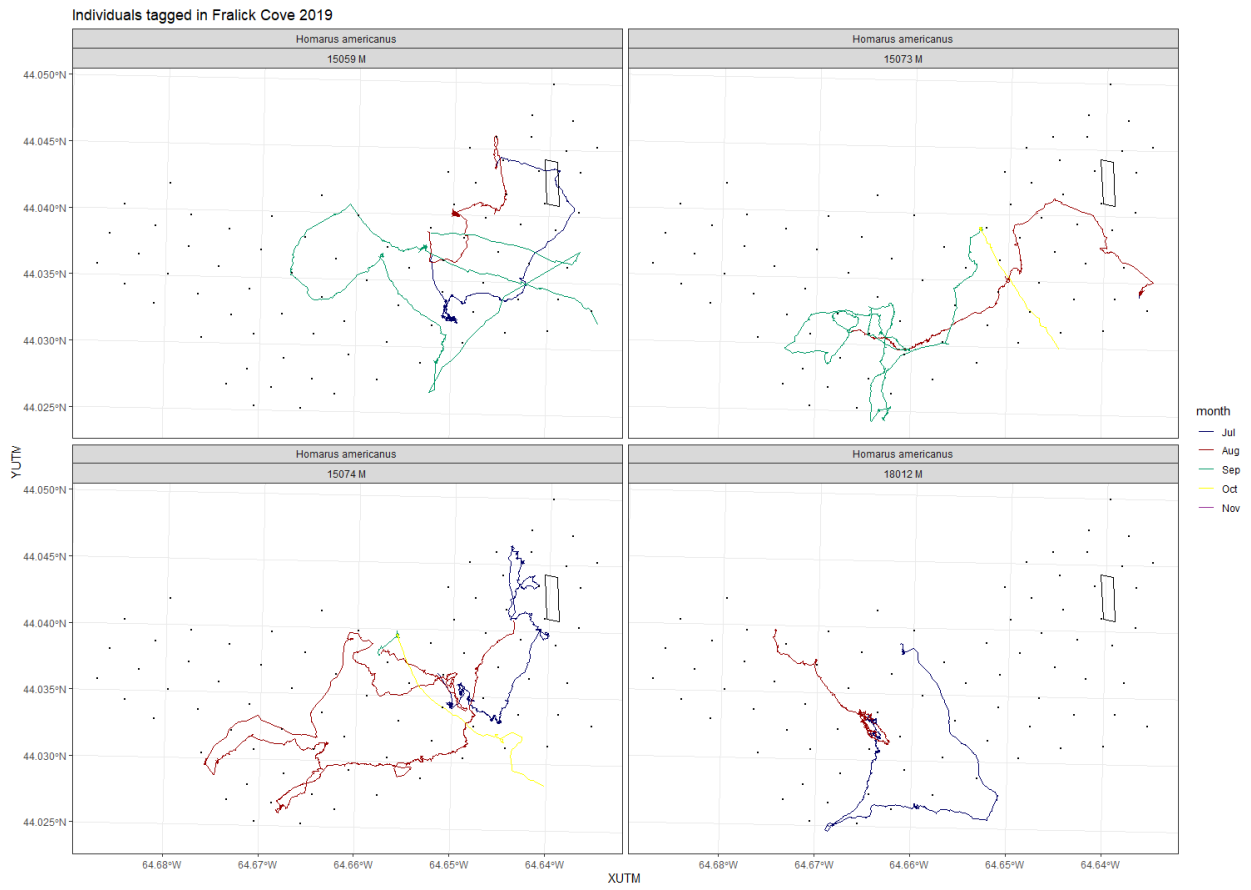 Individuals tagged in Fralick Cove 2019
Homarus americanus
Homarus americanus
15059 M
15073 M
44.050°N
44.045°N
44.040°N
44.035°N
44.030°N
44.025°N
Homarus americanus
Homarus americanus
15074 M
18012 M
44.050°N
44.045°N
44.040°N
44.035°N
44.030°N
44.025°N
64.68°W
64.67°W
64.66°W
64.65°W
64.64°W
64.68°W
64.67°W
64.66°W
64.65°W
64.64°W
XUTM
YUTM
month
Jul
Aug
Sep
Oct
Nov